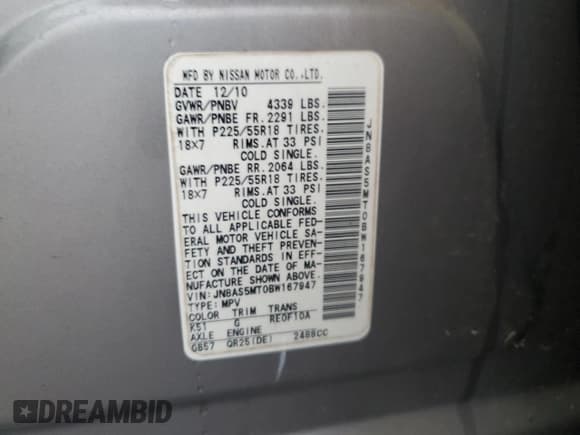 MFD BY NISSAN MOTOR CO.,LTD.
DATE 12/10
GVWR/PNBV 4339 LBS.
GAWR/PNBE FR. 2291 LBS.
WITH P225/55R18 TIRES.
18X7 RIMS.AT 33 PSI
COLD SINGLE.
GAWR/PNBE RR. 2064 LBS.
WITH P225/55R18 TIRES.
18X7 RIMS.AT 33 PSI
COLD SINGLE.
THIS VEHICLE CONFORMS
TO ALL APPLICABLE FED-
ERAL MOTOR VEHICLE SA-
FETY AND THEFT PREVEN-
TION STANDARDS IN EFF-
ECT ON THE DATE OF MA-
NUFACTURE SHOWN ABOVE.
VIN:JN8AS5MT0BW167947
TYPE:MPV
COLOR TRIM TRANS
K51 G RE0F10A
AXLE ENGINE
GB57 QR25(DE) 2488CC
JN8AS5MT0BW167947
DREAMBID